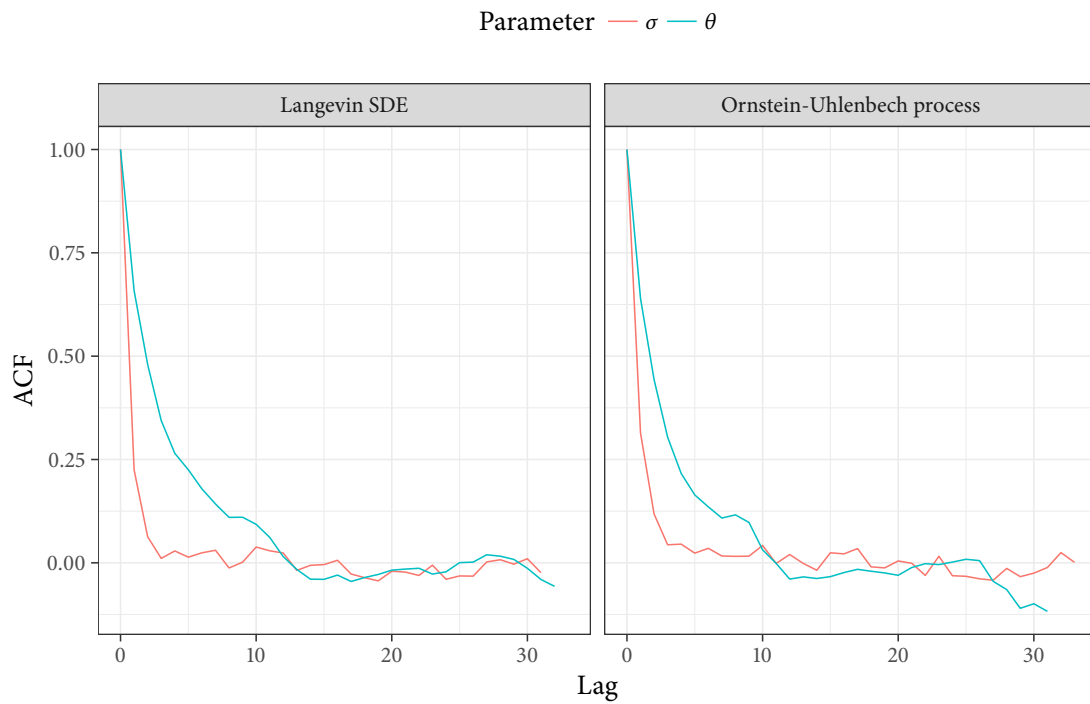 Parameter σ θ
Langevin SDE
Ornstein-Uhlenbech process
1.00
0.75
0.50
0.25
0.00
ACF
0 10 20 30
0 10 20 30
Lag